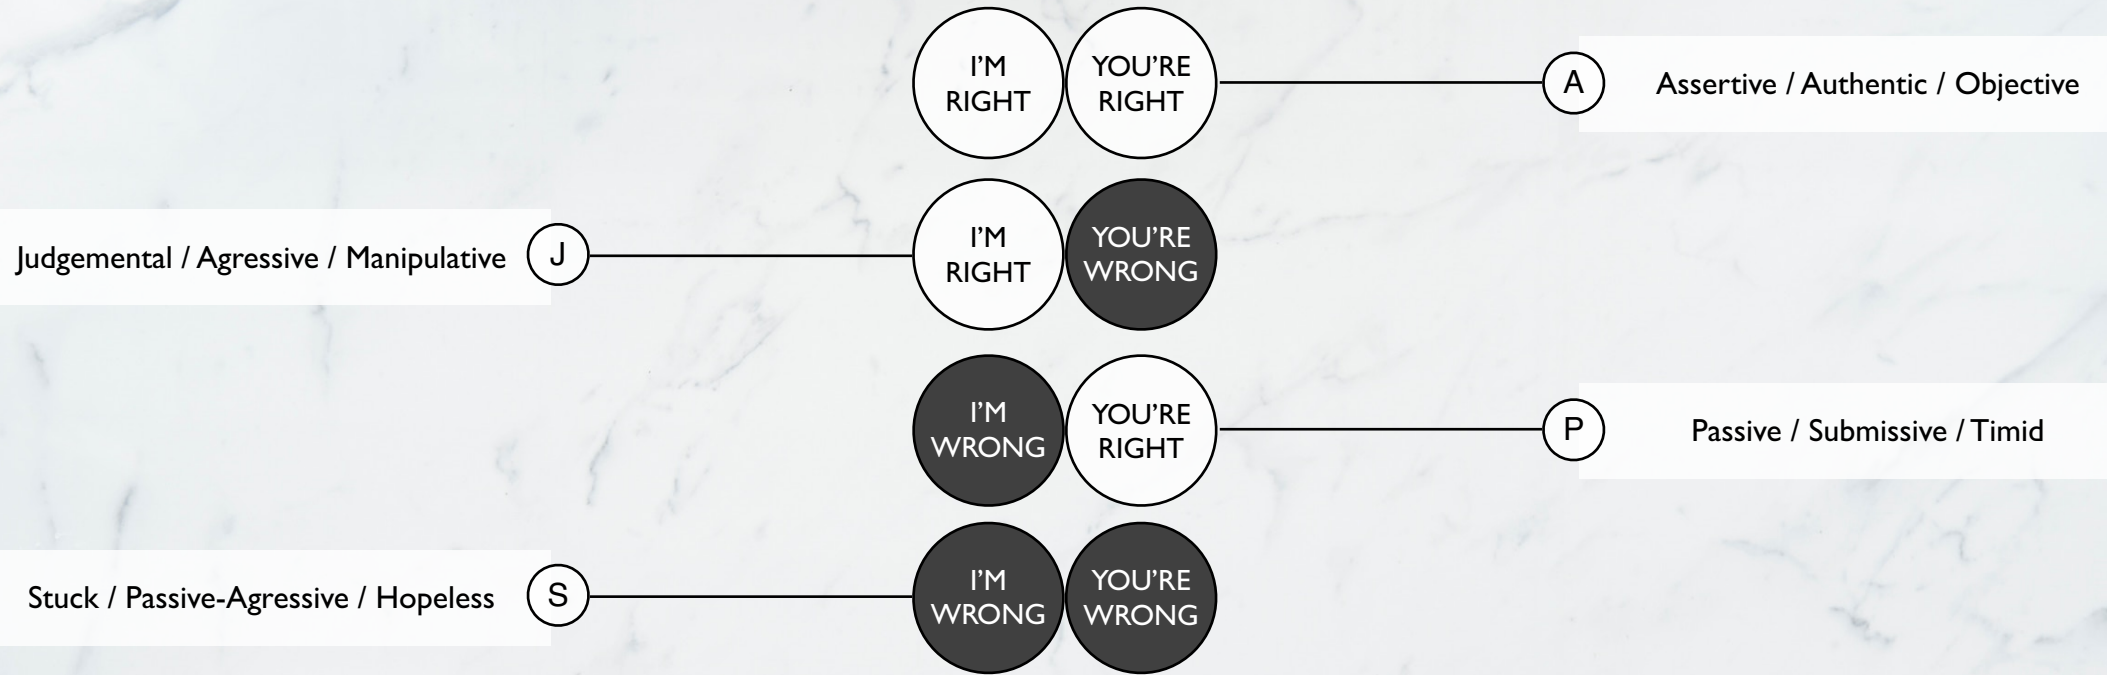 I'M
RIGHT
YOU'RE
RIGHT
A
Assertive / Authentic / Objective
Judgemental / Agressive / Manipulative
J
I'M
RIGHT
YOU'RE
WRONG
I'M
WRONG
YOU'RE
RIGHT
P
Passive / Submissive / Timid
Stuck / Passive-Agressive / Hopeless
S
I'M
WRONG
YOU'RE
WRONG